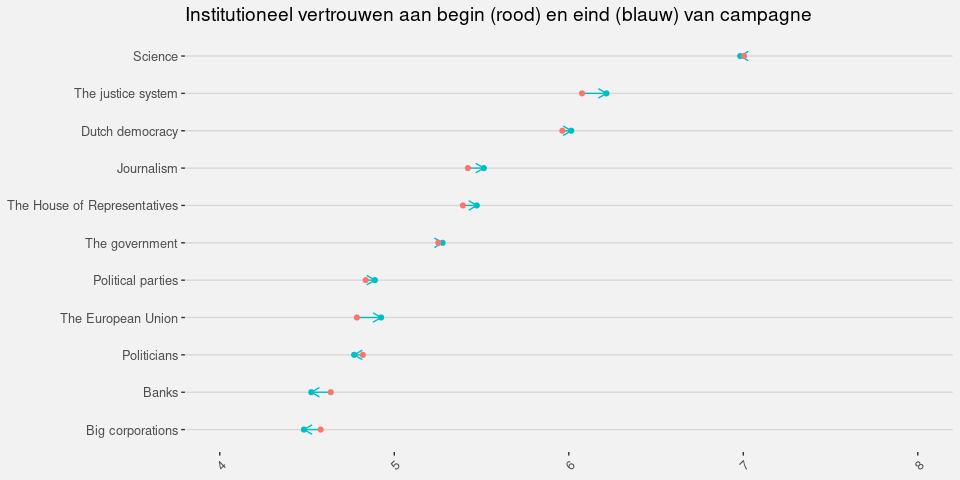 Institutioneel vertrouwen aan begin (rood) en eind (blauw) van campagne
Science
The justice system
Dutch democracy
Journalism
The House of Representatives
The government
Political parties
The European Union
Politicians
Banks
Big corporations
4 5 6 7 8